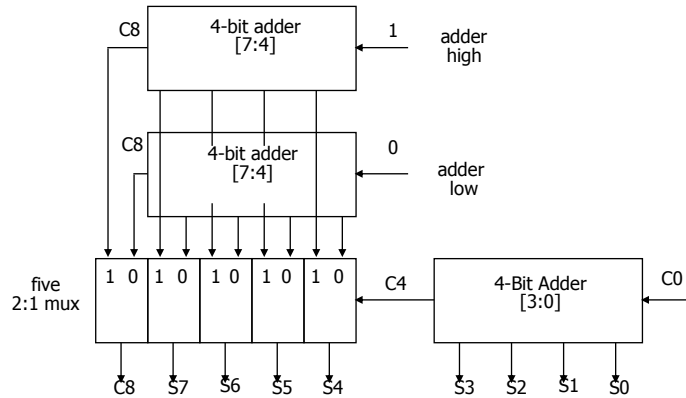 C8
4-bit adder
[7:4]
1
adder
high
C8
4-bit adder
[7:4]
0
adder
low
five
2:1 mux
1 0 1 0 1 0 1 0 1 0
C4
4-Bit Adder
[3:0]
C0
C8 S7 S6 S5 S4 S3 S2 S1 S0